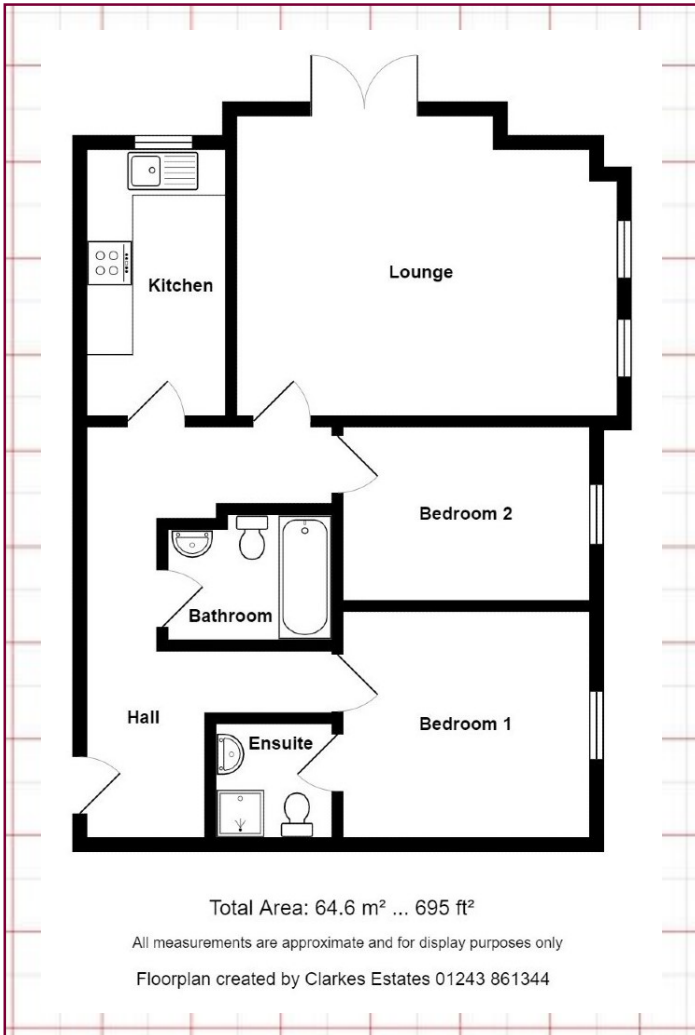 Kitchen
Lounge
Bedroom 2
Bathroom
Hall
Ensuite
Bedroom 1
Total Area: 64.6 m² ... 695 ft²
All measurements are approximate and for display purposes only
Floorplan created by Clarkes Estates 01243 861344